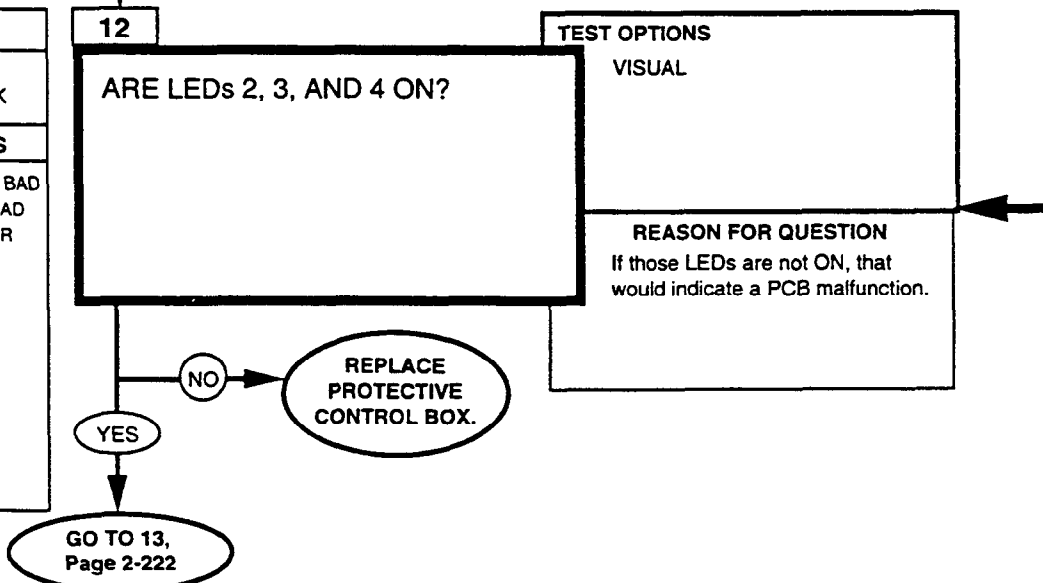 12
ARE LEDs 2, 3, AND 4 ON?
TEST OPTIONS
VISUAL
REASON FOR QUESTION
If those LEDs are not ON, that
would indicate a PCB malfunction.
BAD
NO
REPLACE
PROTECTIVE
CONTROL BOX.
YES
GO TO 13,
Page 2-222